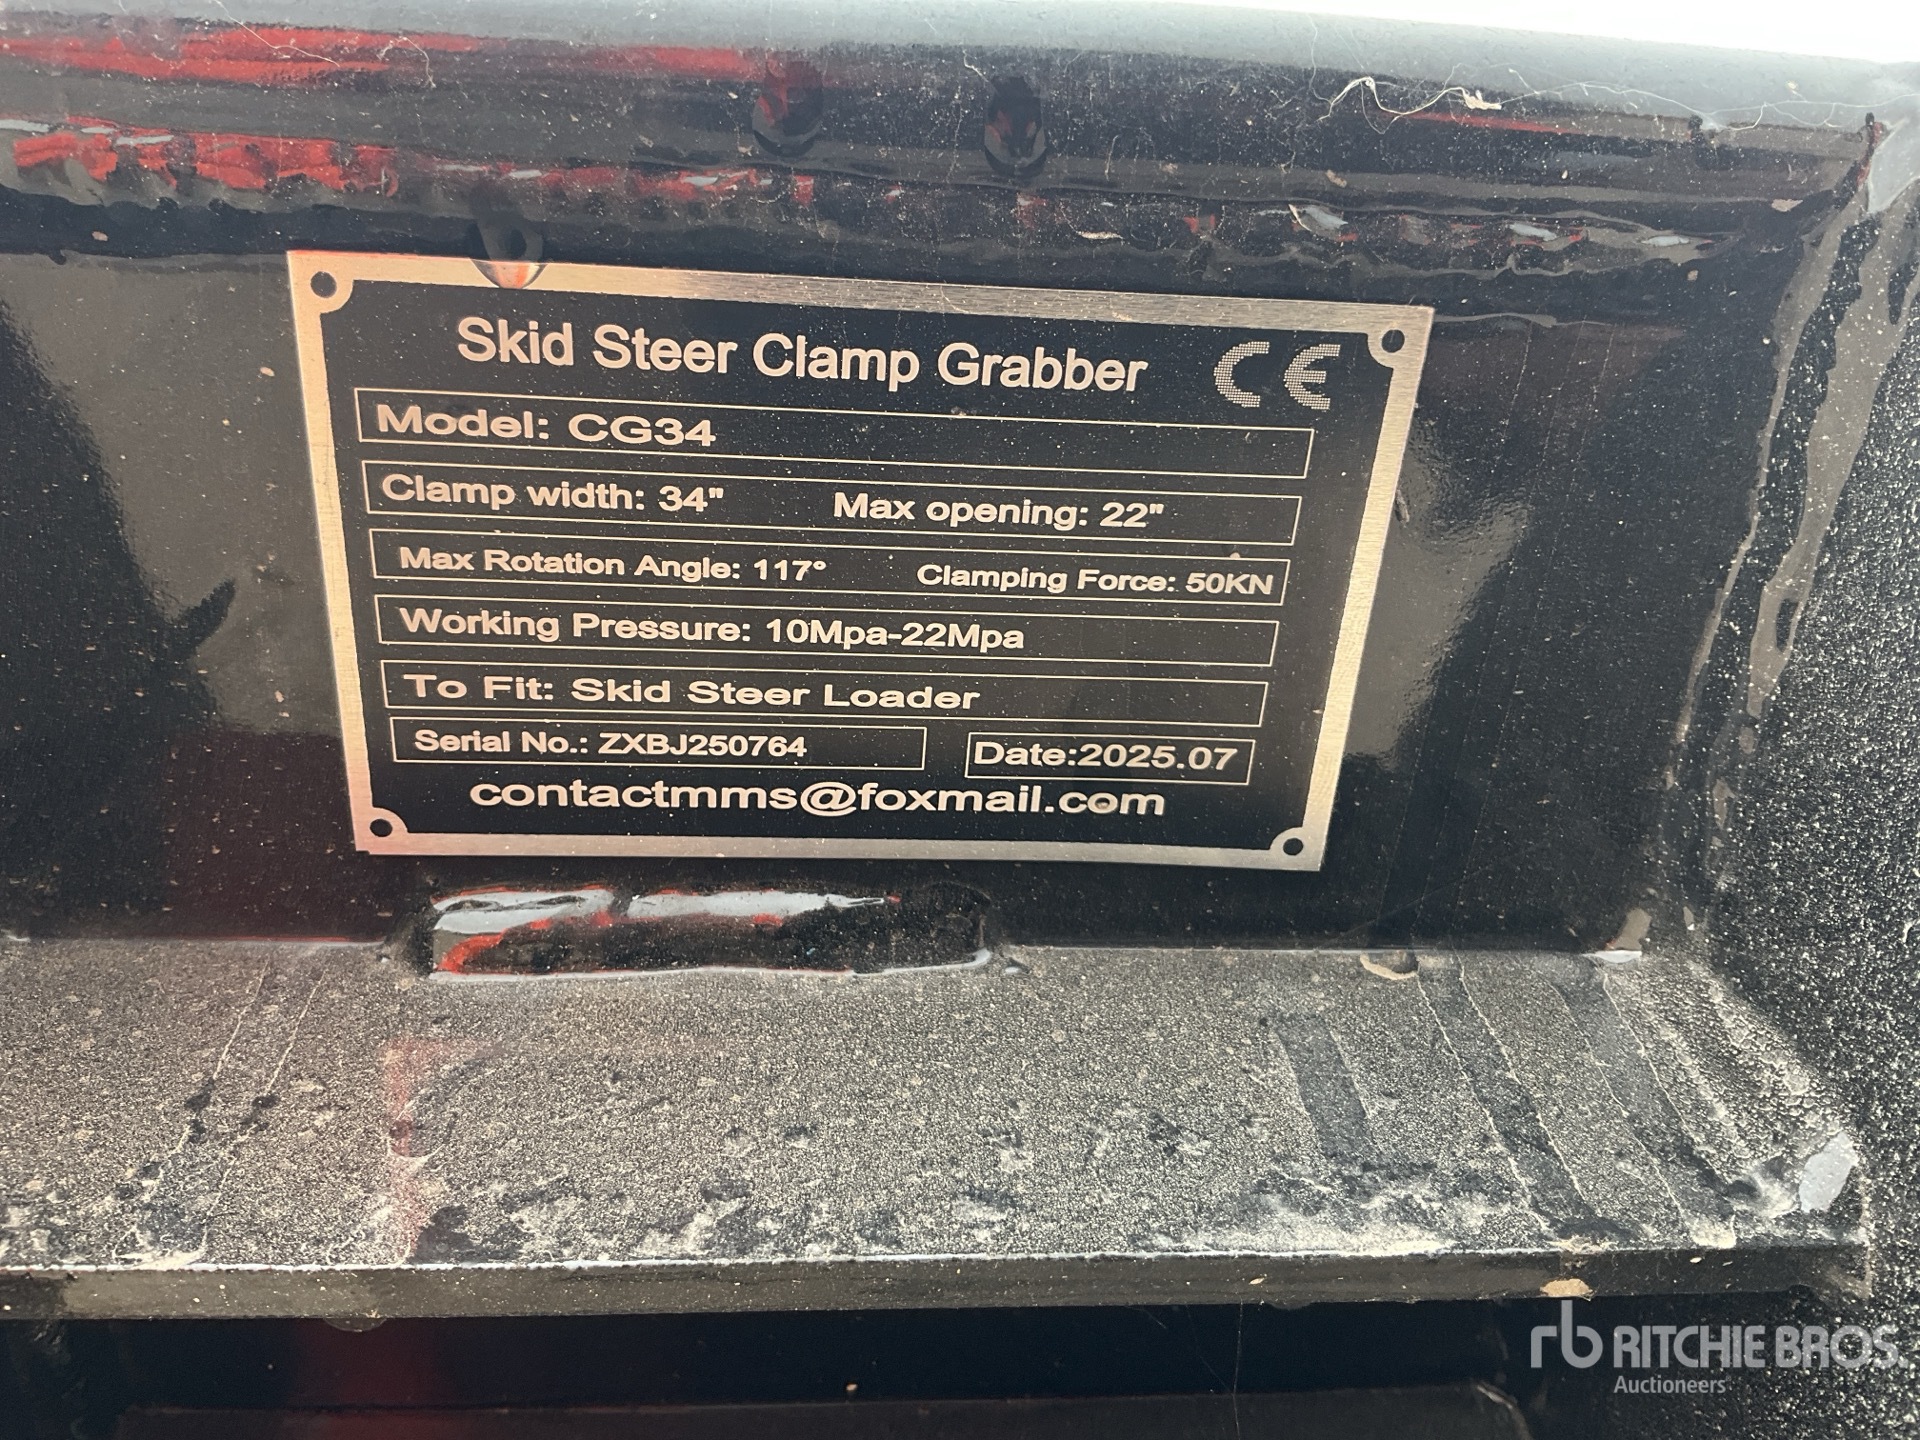 Skid Steer Clamp Grabber CE
Model: CG34
Clamp width: 34" Max opening: 22"
Max Rotation Angle: 117° Clamping Force: 50KN
Working Pressure: 10Mpa-22Mpa
To Fit: Skid Steer Loader
Serial No.: ZXBJ250764 Date:2025.07
contactmms@foxmail.com
rb RITCHIE BROS.
Auctioneers